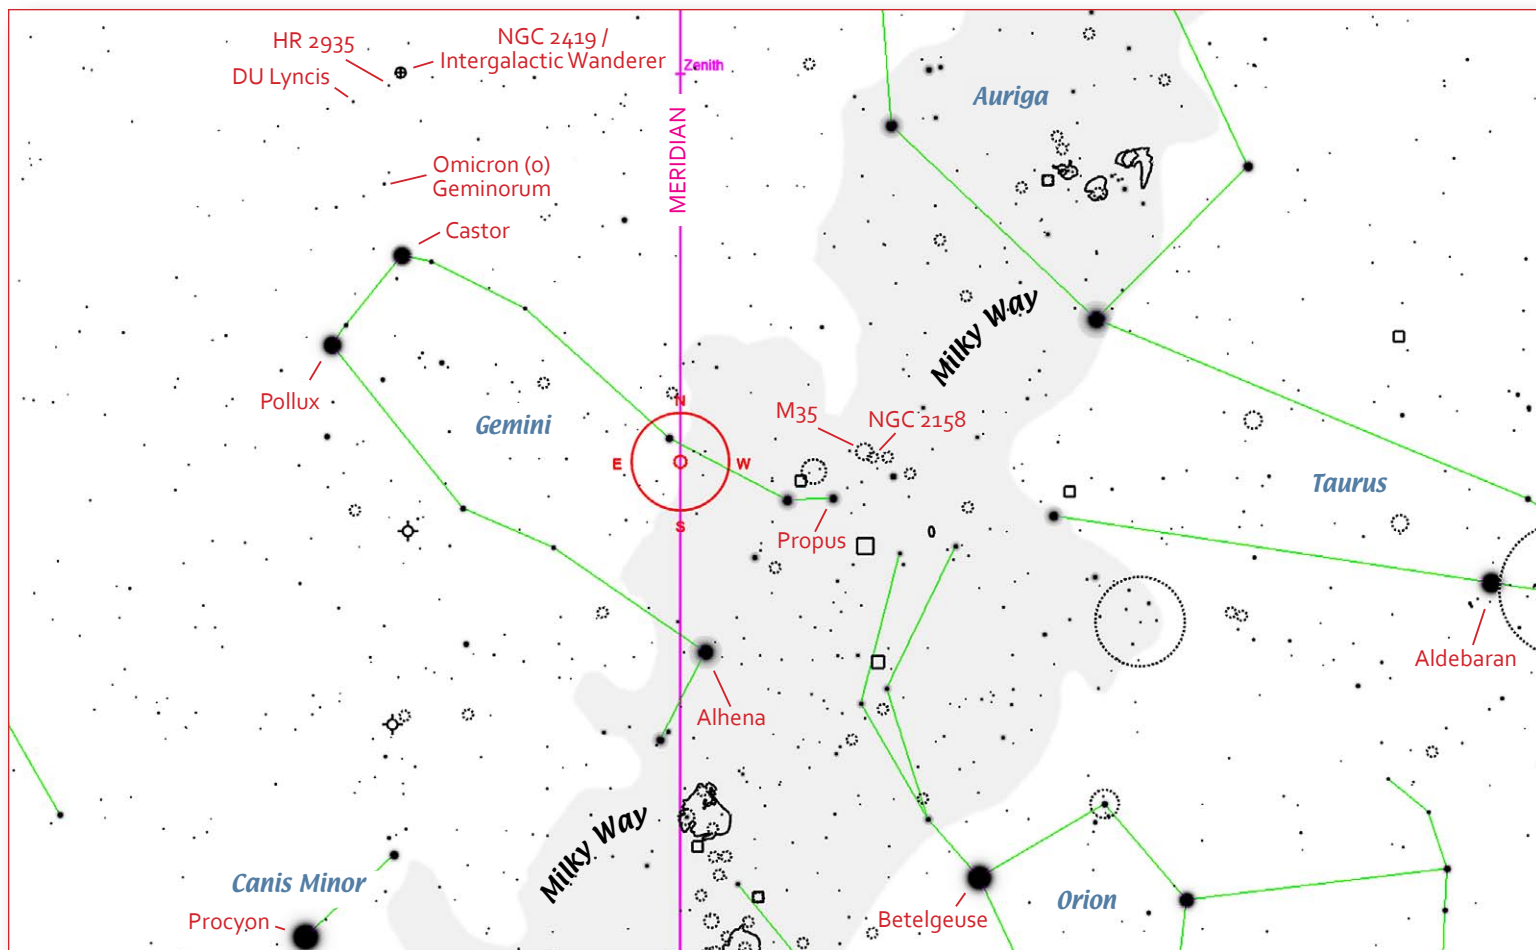 HR 2935
NGC 2419 /
Intergalactic Wanderer
DU Lyncis
Zenith
Auriga
MERIDIAN
Omicron (o)
Geminorum
Castor
Milky Way
Pollux
Gemini
M35
NGC 2158
N
E
W
S
Taurus
Propus
Aldebaran
Alhena
Milky Way
Canis Minor
Procyon
Betelgeuse
Orion